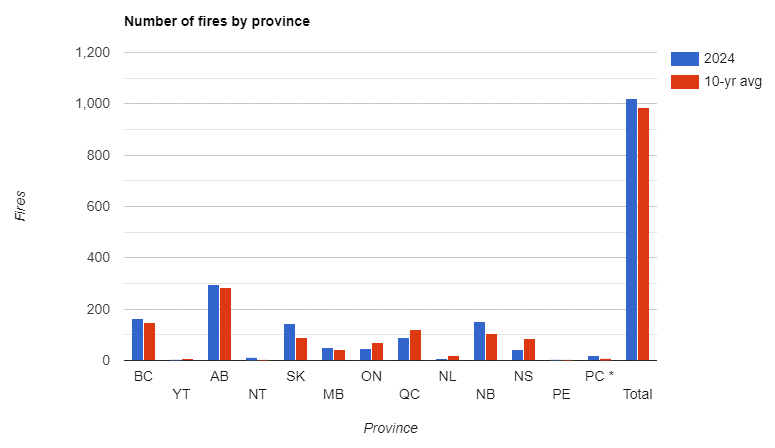 Number of fires by province
1,200
1,000
800
600
400
200
0
Fires
2024
10-yr avg
BC
YT
AB
NT
SK
MB
ON
QC
NL
NB
NS
PE
PC *
Total
Province